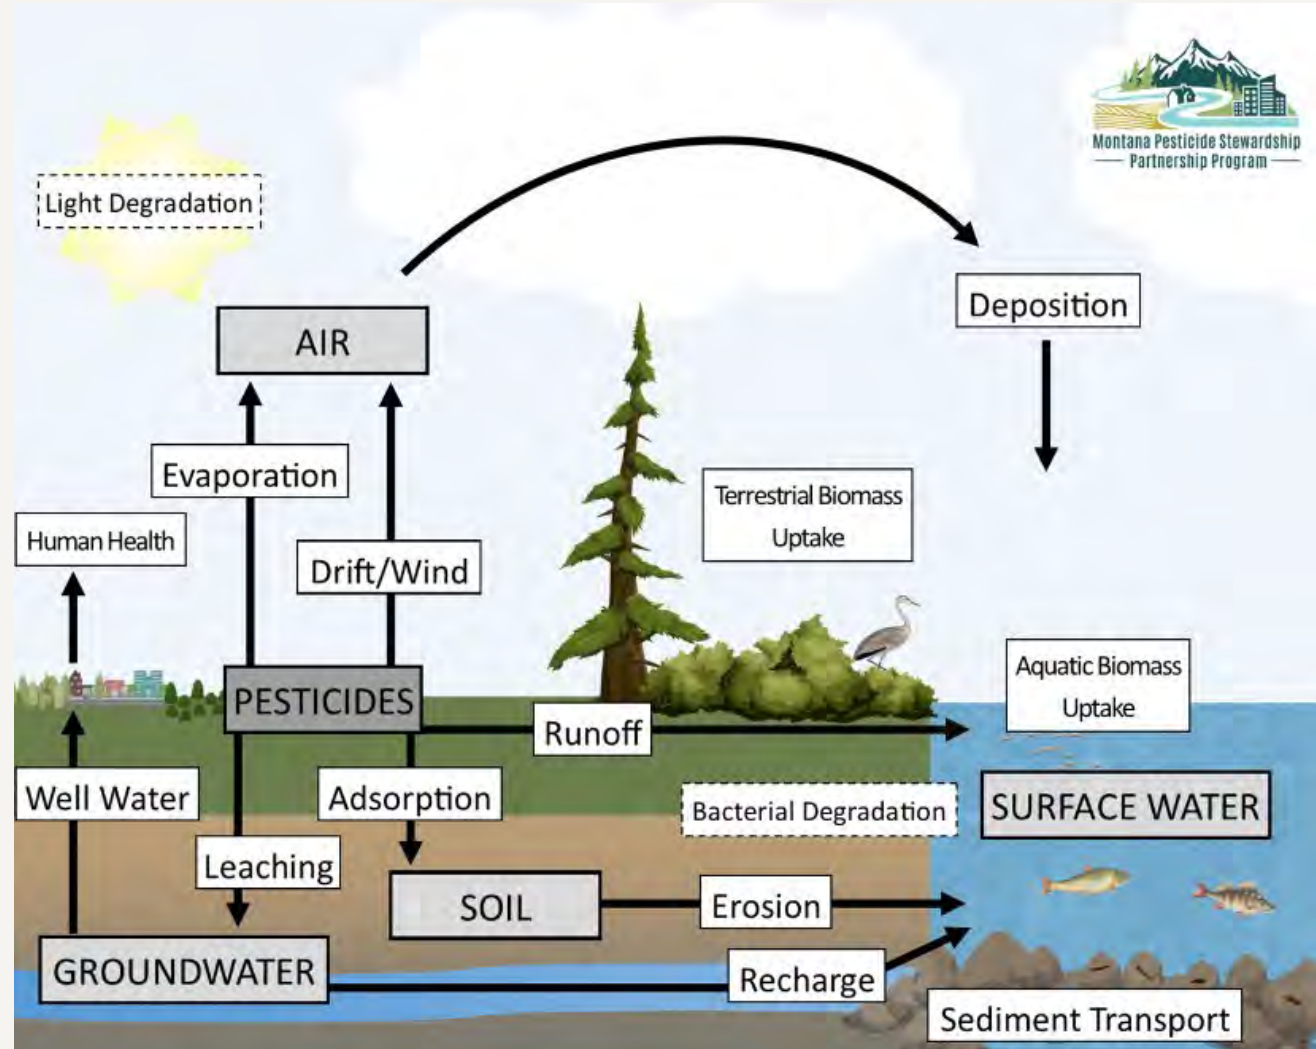 Montana Pesticide Stewardship
Partnership Program
Light Degradation
Deposition
AIR
Evaporation
Terrestrial Biomass
Uptake
Human Health
Drift/Wind
Aquatic Biomass
Uptake
PESTICIDES
Runoff
Well Water
Adsorption
Bacterial Degradation
SURFACE WATER
Leaching
SOIL
Erosion
GROUNDWATER
Recharge
Sediment Transport